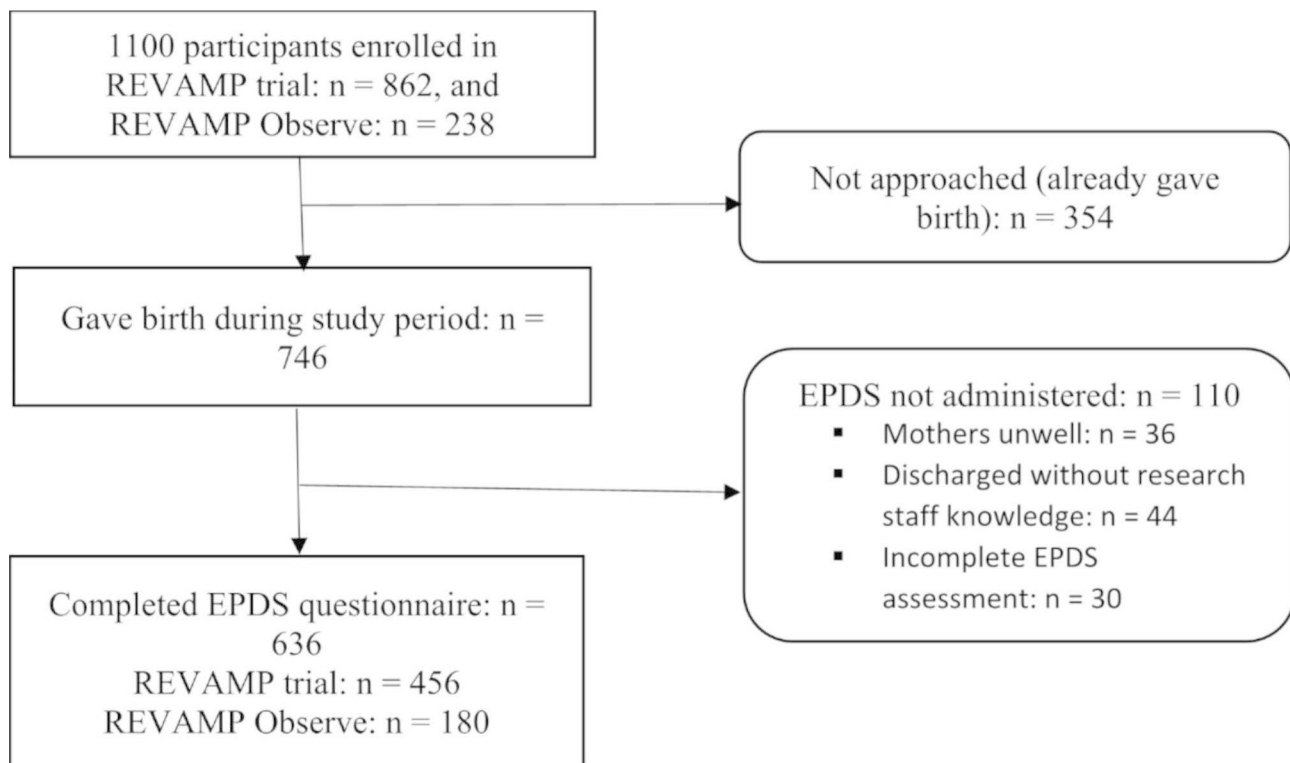 1100 participants enrolled in
REVAMP trial: n = 862, and
REVAMP Observe: n = 238
Not approached (already gave
birth): n = 354
Gave birth during study period: n =
746
EPDS not administered: n = 110
▪ Mothers unwell: n = 36
▪ Discharged without research
staff knowledge: n = 44
▪ Incomplete EPDS
assessment: n = 30
Completed EPDS questionnaire: n =
636
REVAMP trial: n = 456
REVAMP Observe: n = 180